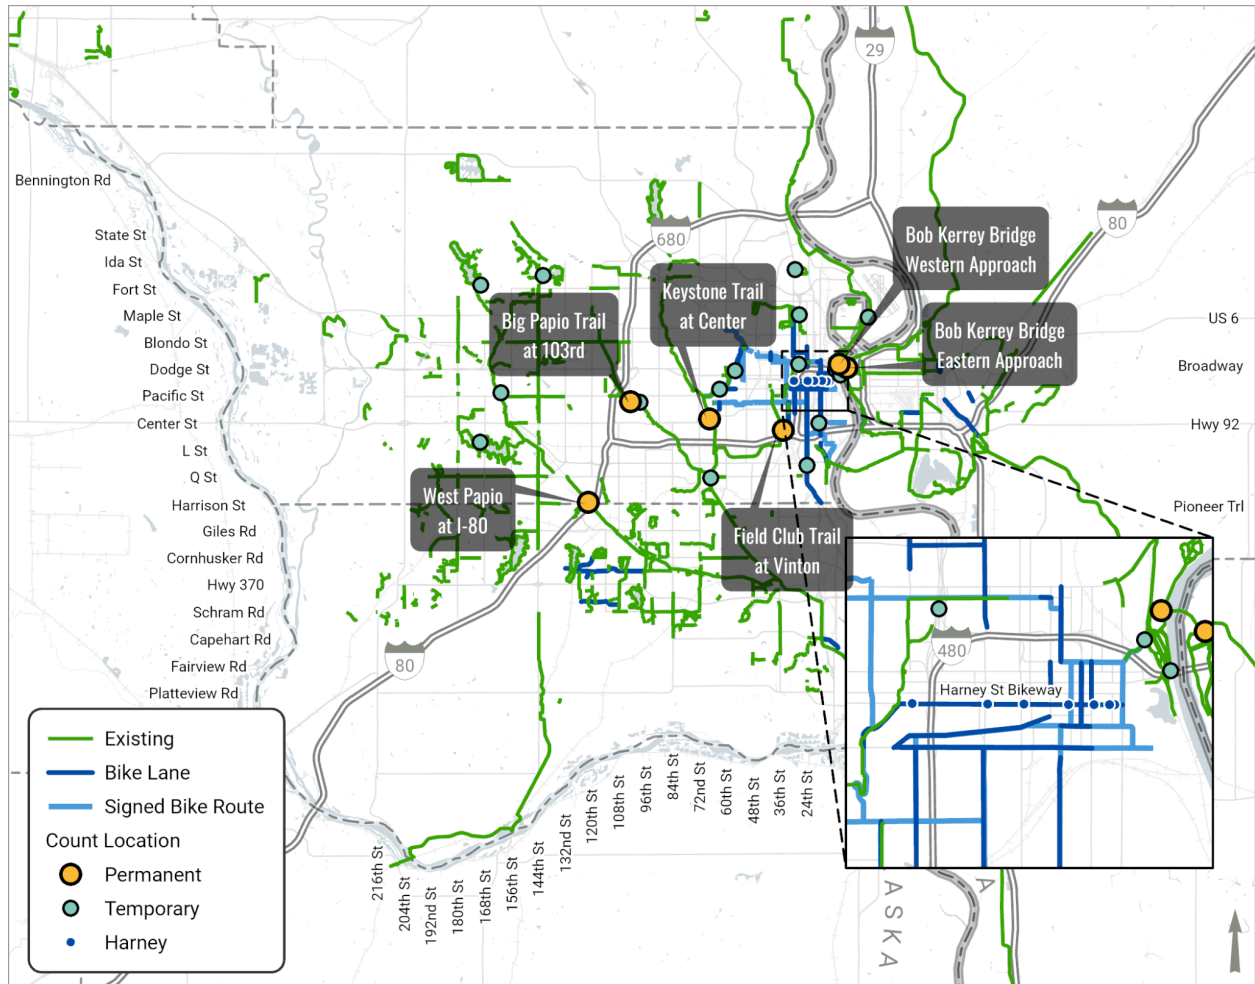 29
Bennington Rd
80
Bob Kerrey Bridge
Western Approach
680
State St
Ida St
Fort St
Maple St
Blondo St
Dodge St
Pacific St
Center St
L St
Q St
Harrison St
Giles Rd
Cornhusker Rd
Hwy 370
Schram Rd
Capehart Rd
Fairview Rd
Platteview Rd
Keystone Trail
at Center
Big Papio Trail
at 103rd
Bob Kerrey Bridge
Eastern Approach
US 6
Broadway
Hwy 92
Pioneer Trl
West Papio
at I-80
Field Club Trail
at Vinton
80
480
Harney St Bikeway
Existing
Bike Lane
Signed Bike Route
Count Location
Permanent
Temporary
Harney
216th St
204th St
192nd St
180th St
168th St
156th St
144th St
132nd St
120th St
108th St
96th St
84th St
72nd St
60th St
48th St
36th St
24th St
ASKA
A